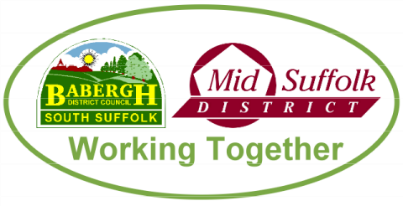 BABERGH
DISTRICT COUNCIL
SOUTH SUFFOLK
Mid Suffolk
DISTRICT
Working Together